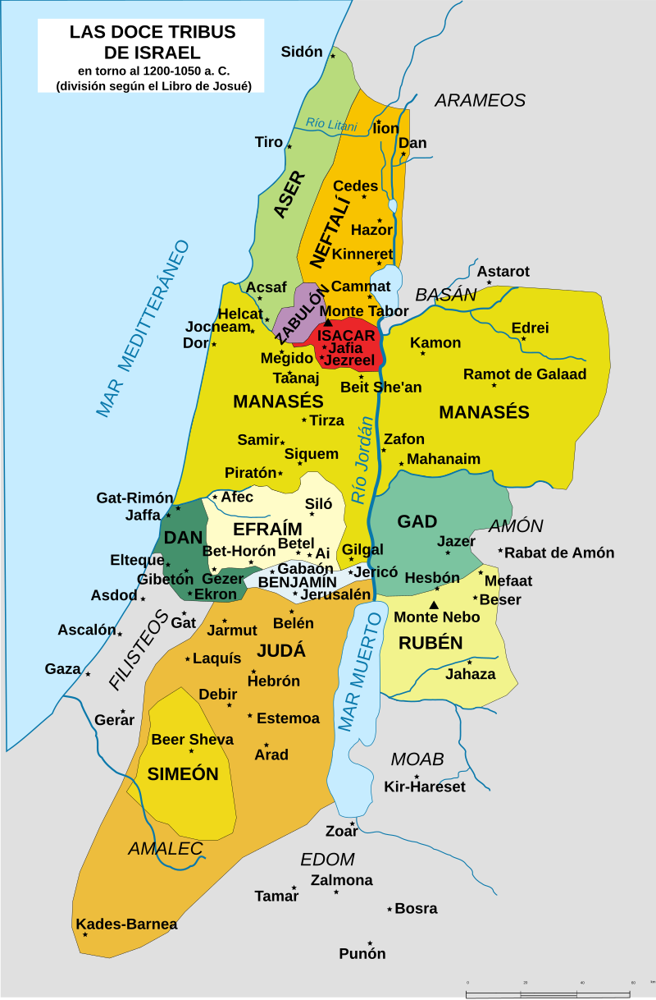 LAS DOCE TRIBUS
DE ISRAEL
en torno al 1200-1050 a. C.
(división según el Libro de Josué)
Sidón
ARAMEOS
Río Litani
Iion
Tiro
Dan
ASER
Cedes
NEFTALÍ
Hazor
MAR MEDITTERÁNEO
Kinneret
Astarot
Acsaf
Cammat
BASÁN
ZABULÓN
Helcat
Monte Tabor
Jocneam
Edrei
Dor
ISACAR
Kamon
Jafia
Megido
Jezreel
Taanaj
Ramot de Galaad
Beit She'an
MANASÉS
MANASÉS
Tirza
Río Jordán
Samir
Zafon
Siquem
Mahanaim
Piratón
Gat-Rimón
Afec
Jaffa
Siló
EFRAÍM
GAD
AMÓN
DAN
Betel
Jazer
Bet-Horón
Ai
Gilgal
Rabat de Amón
Elteque
Gabaón
Jericó
Gibetón
Gezer
Hesbón
Mefaat
BENJAMÍN
Asdod
Ekron
Jerusalén
Beser
Monte Nebo
Gat
Belén
Ascalón
Jarmut
FILISTEOS
MAR MUERTO
RUBÉN
JUDÁ
Laquís
Gaza
Jahaza
Hebrón
Debir
Gerar
Estemoa
Beer Sheva
Arad
MOAB
SIMEÓN
Kir-Hareset
Zoar
AMALEC
EDOM
Zalmona
Tamar
Bosra
Kades-Barnea
Punón
0 20 40 60 km